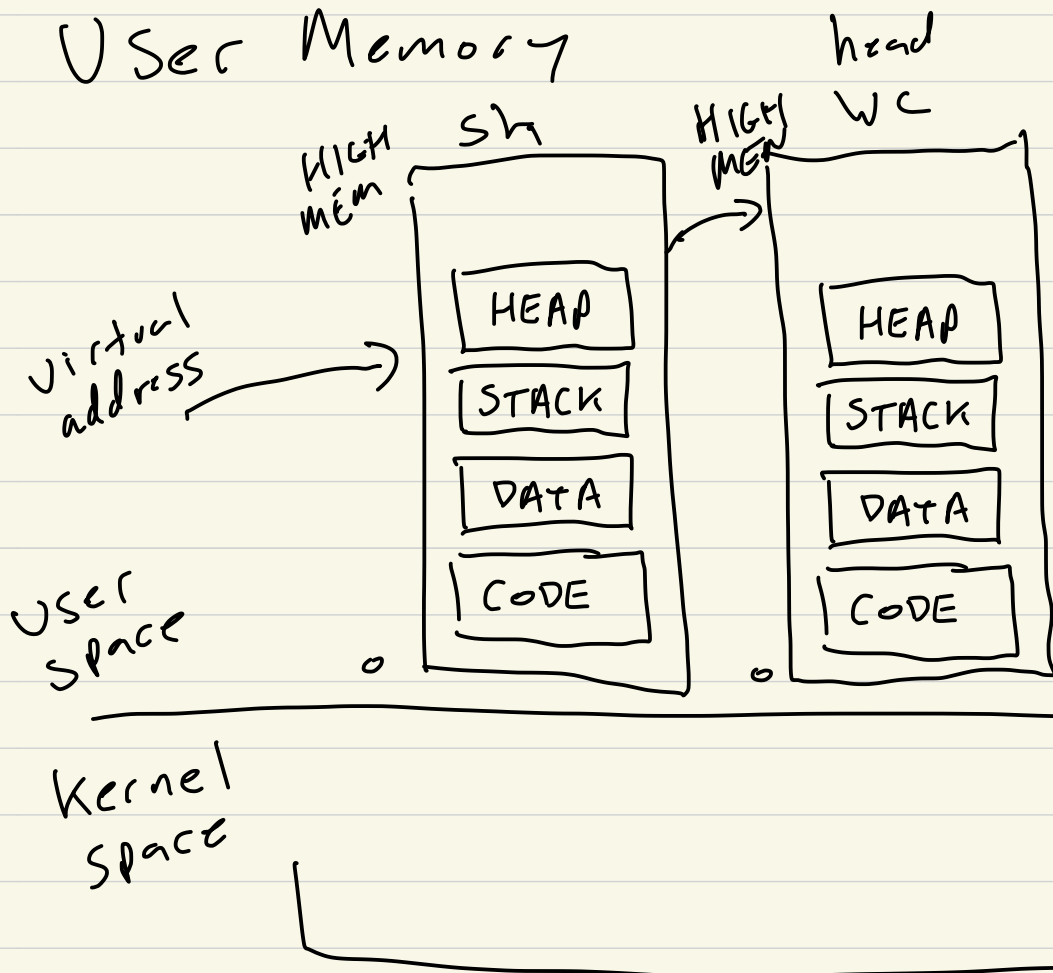 User Memory
head
wc
sh
HIGH
MEM
HIGH
MEM
HEAP
STACK
DATA
CODE
HEAP
STACK
DATA
CODE
virtual
address
User
space
0
0
Kernel
space